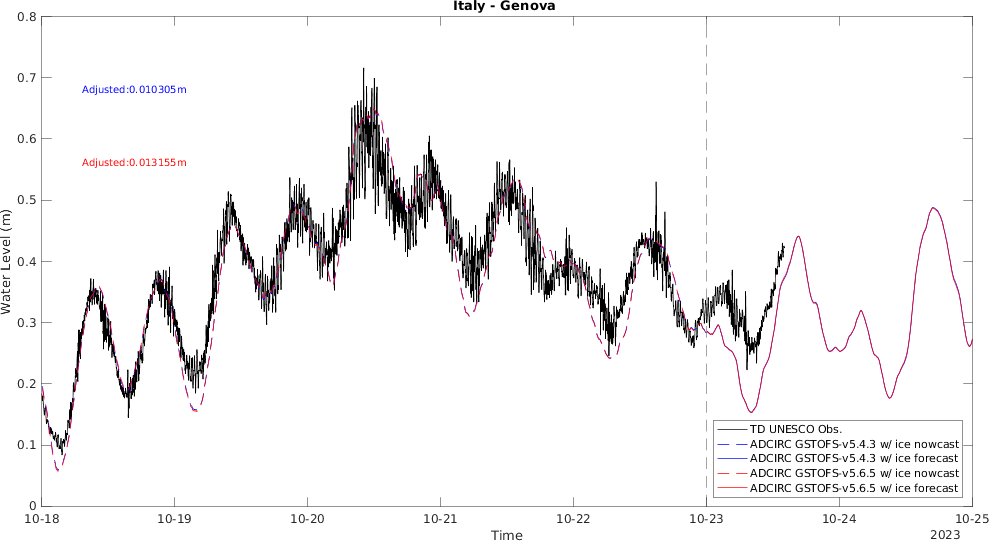 Italy - Genova
0.8
0.7
0.6
0.5
0.4
0.3
0.2
0.1
0
Water Level (m)
Adjusted:0.010305m
Adjusted:0.013155m
TD UNESCO Obs.
ADCIRC GSTOFS-v5.4.3 w/ ice nowcast
ADCIRC GSTOFS-v5.4.3 w/ ice forecast
ADCIRC GSTOFS-v5.6.5 w/ ice nowcast
ADCIRC GSTOFS-v5.6.5 w/ ice forecast
10-18 10-19 10-20 10-21 10-22 10-23 10-24 10-25
Time
2023